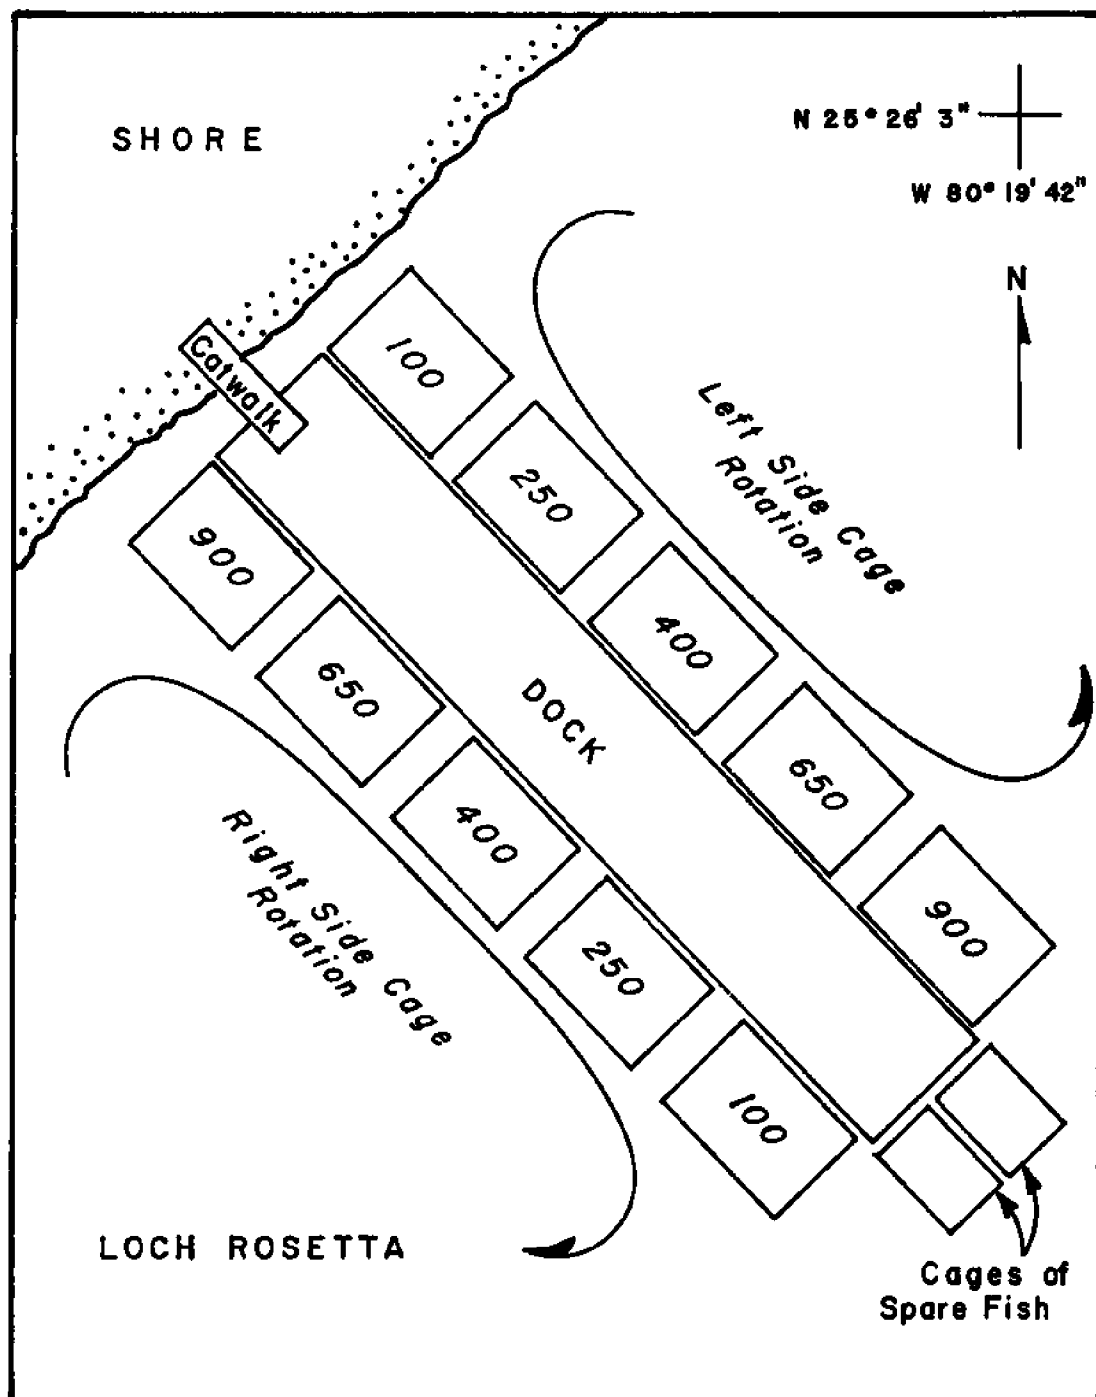 SHORE
N 25° 26' 3"
W 80° 19' 42"
N
Catwalk
100
250
400
650
900
Left Side Cage
Rotation
DOCK
900
650
400
250
100
Right Side Cage
Rotation
LOCH ROSETTA
Cages of
Spare Fish